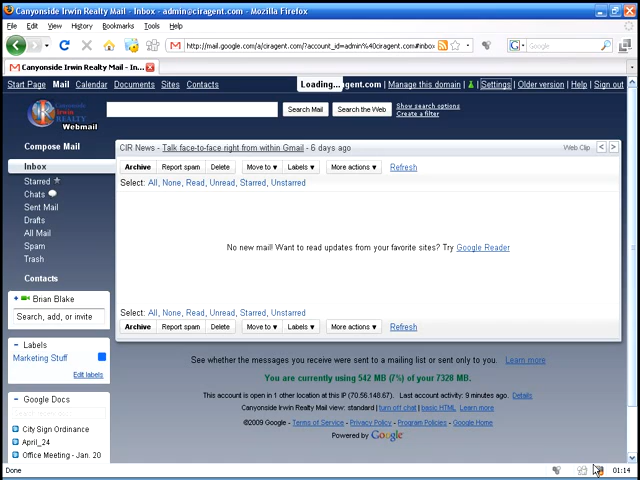 Canyonside Irwin Realty Mail - Inbox - admin@ciragent.com - Mozilla Firefox
File Edit View History Bookmarks Tools Help
http://mail.google.com/a/ciragent.com/?account_id=admin%40ciragent.com#inbox
Google
Canyonside Irwin Realty Mail - In...
Start Page Mail Calendar Documents Sites Contacts Loading... agent.com | Manage this domain | Settings | Older version | Help | Sign out
Canyonside
Irwin
REALTY
Webmail
Search Mail Search the Web Show search options
Create a filter
Compose Mail
Inbox
Starred
Chats
Sent Mail
Drafts
All Mail
Spam
Trash
Contacts
Brian Blake
Search, add, or invite
Labels
Marketing Stuff
Edit labels
Google Docs
City Sign Ordinance
April_24
Office Meeting - Jan. 20
CIR News - Talk face-to-face right from within Gmail - 6 days ago Web Clip < >
Archive Report spam Delete Move to▼ Labels▼ More actions▼ Refresh
Select: All, None, Read, Unread, Starred, Unstarred
No new mail! Want to read updates from your favorite sites? Try Google Reader
Select: All, None, Read, Unread, Starred, Unstarred
Archive Report spam Delete Move to▼ Labels▼ More actions▼ Refresh
See whether the messages you received were sent to a mailing list or sent only to you. Learn more
You are currently using 542 MB (7%) of your 7328 MB.
This account is open in 1 other location at this IP (70.56.148.67). Last account activity: 9 minutes ago. Details
Canyonside Irwin Realty Mail view: standard | turn off chat | basic HTML Learn more
©2009 Google - Terms of Service - Privacy Policy - Program Policies - Google Home
Powered by Google
Done 01:14